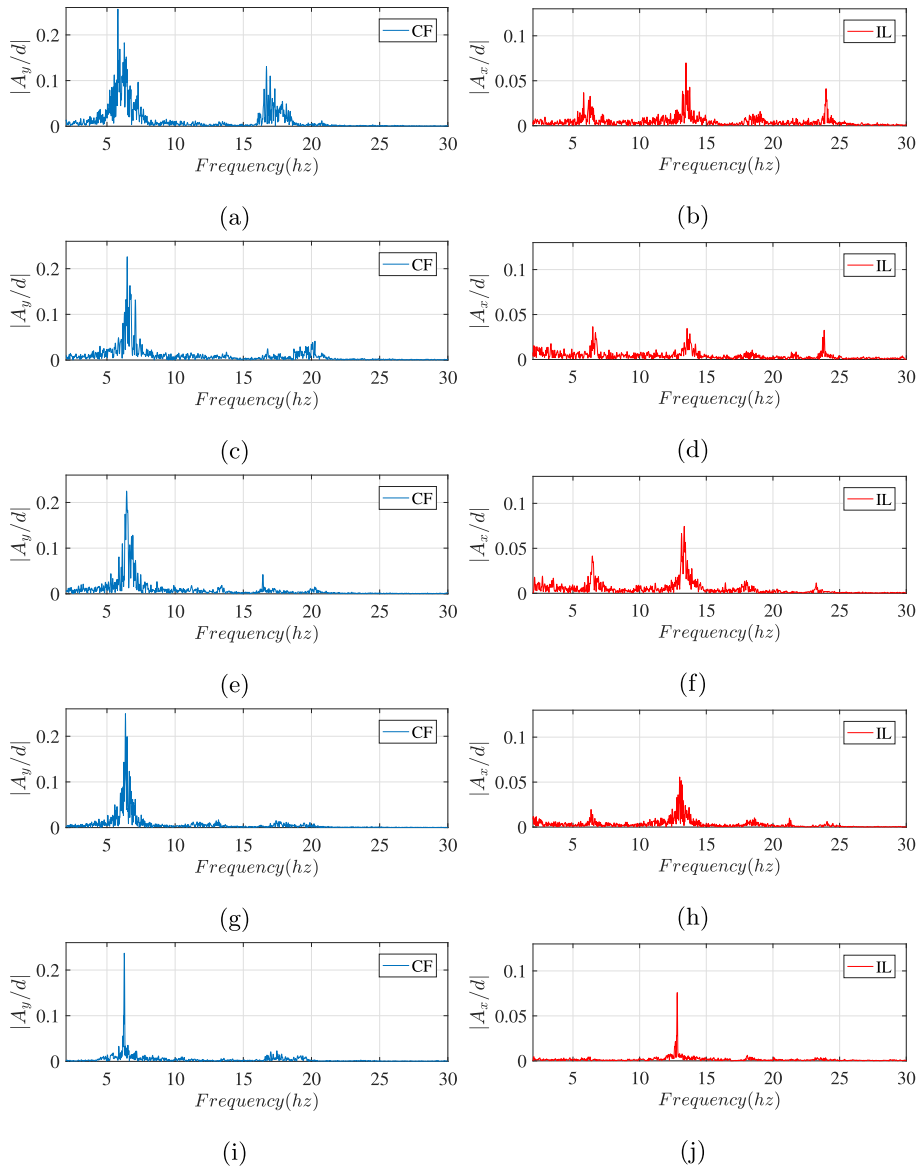 |A_y/d|
0.2
0.1
0
CF
5 10 15 20 25 30
Frequency(hz)
(a)
|A_x/d|
0.1
0.05
0
IL
5 10 15 20 25 30
Frequency(hz)
(b)
|A_y/d|
0.2
0.1
0
CF
5 10 15 20 25 30
Frequency(hz)
(c)
|A_x/d|
0.1
0.05
0
IL
5 10 15 20 25 30
Frequency(hz)
(d)
|A_y/d|
0.2
0.1
0
CF
5 10 15 20 25 30
Frequency(hz)
(e)
|A_x/d|
0.1
0.05
0
IL
5 10 15 20 25 30
Frequency(hz)
(f)
|A_y/d|
0.2
0.1
0
CF
5 10 15 20 25 30
Frequency(hz)
(g)
|A_x/d|
0.1
0.05
0
IL
5 10 15 20 25 30
Frequency(hz)
(h)
|A_y/d|
0.2
0.1
0
CF
5 10 15 20 25 30
Frequency(hz)
(i)
|A_x/d|
0.1
0.05
0
IL
5 10 15 20 25 30
Frequency(hz)
(j)